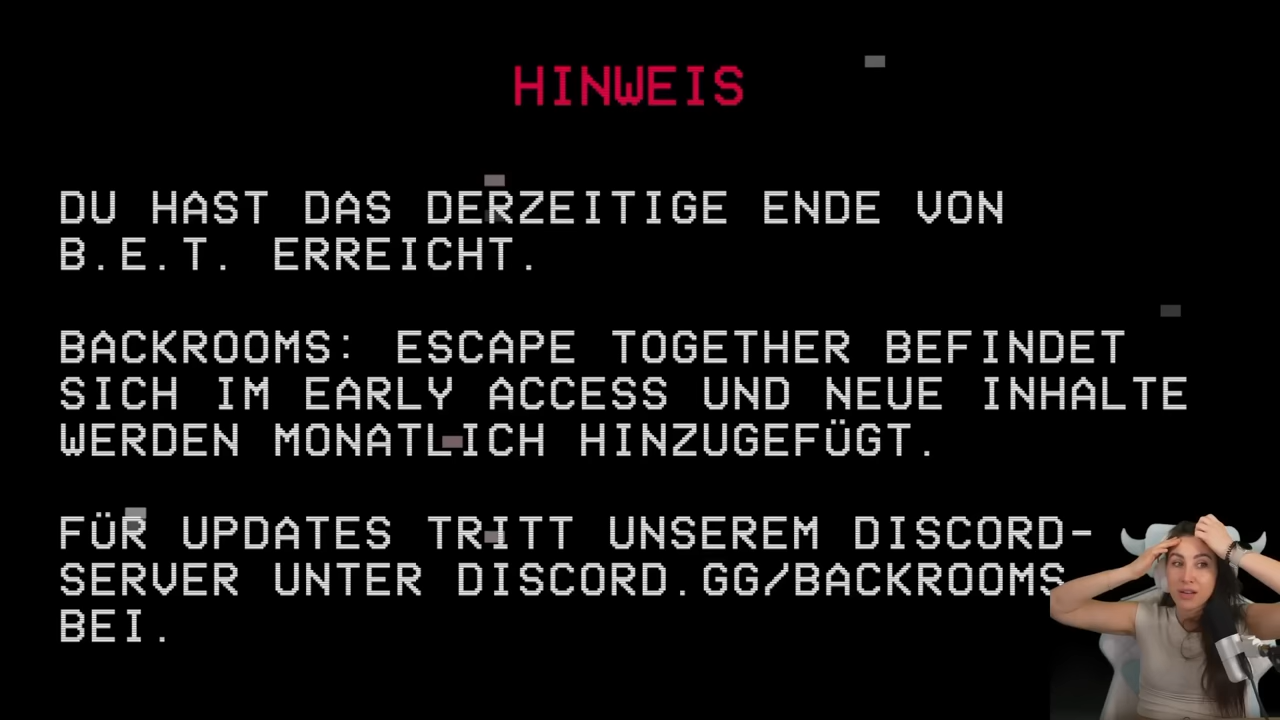 HINWEIS
DU HAST DAS DERZEITIGE ENDE VON
B.E.T. ERREICHT.
BACKROOMS: ESCAPE TOGETHER BEFINDET
SICH IM EARLY ACCESS UND NEUE INHALTE
WERDEN MONATLICH HINZUGEFÜGT.
FÜR UPDATES TRITT UNSEREM DISCORD-
SERVER UNTER DISCORD.GG/BACKROOMS
BEI.